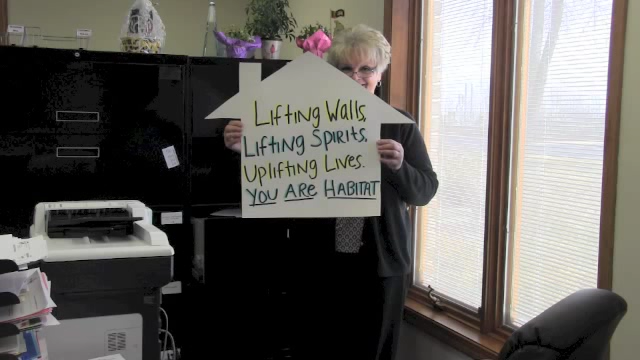 Lifting Walls,
Lifting Spirits,
Uplifting Lives.
You Are Habitat